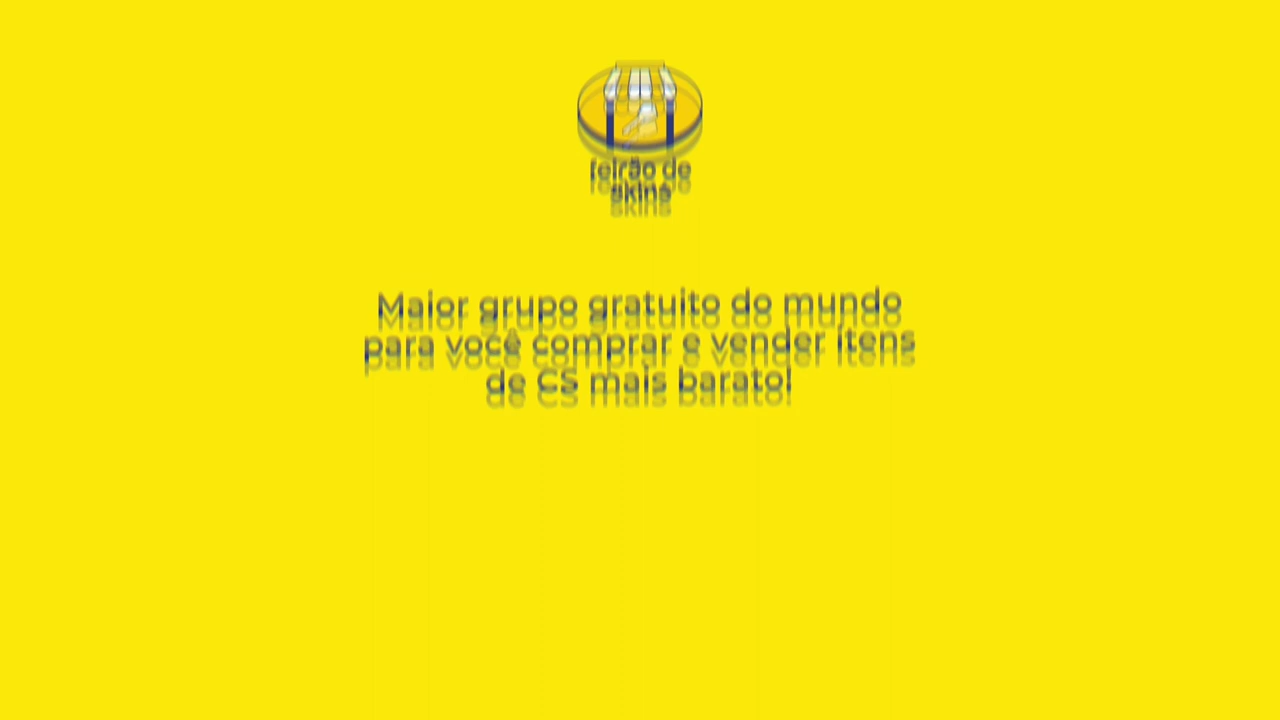 feirão de
skins
Maior grupo gratuito do mundo
para você comprar e vender itens
de CS mais barato!